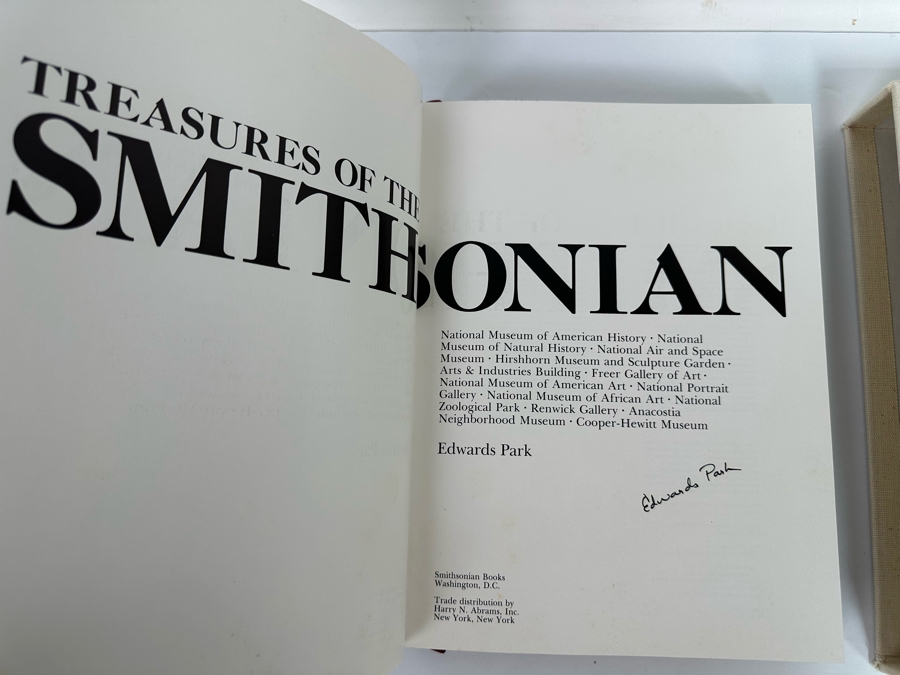 TREASURES OF THE
SMITHSONIAN
National Museum of American History · National
Museum of Natural History · National Air and Space
Museum · Hirshhorn Museum and Sculpture Garden ·
Arts & Industries Building · Freer Gallery of Art ·
National Museum of American Art · National Portrait
Gallery · National Museum of African Art · National
Zoological Park · Renwick Gallery · Anacostia
Neighborhood Museum · Cooper-Hewitt Museum
Edwards Park
Edwards Park
Smithsonian Books
Washington, D.C.
Trade distribution by
Harry N. Abrams, Inc.
New York, New York